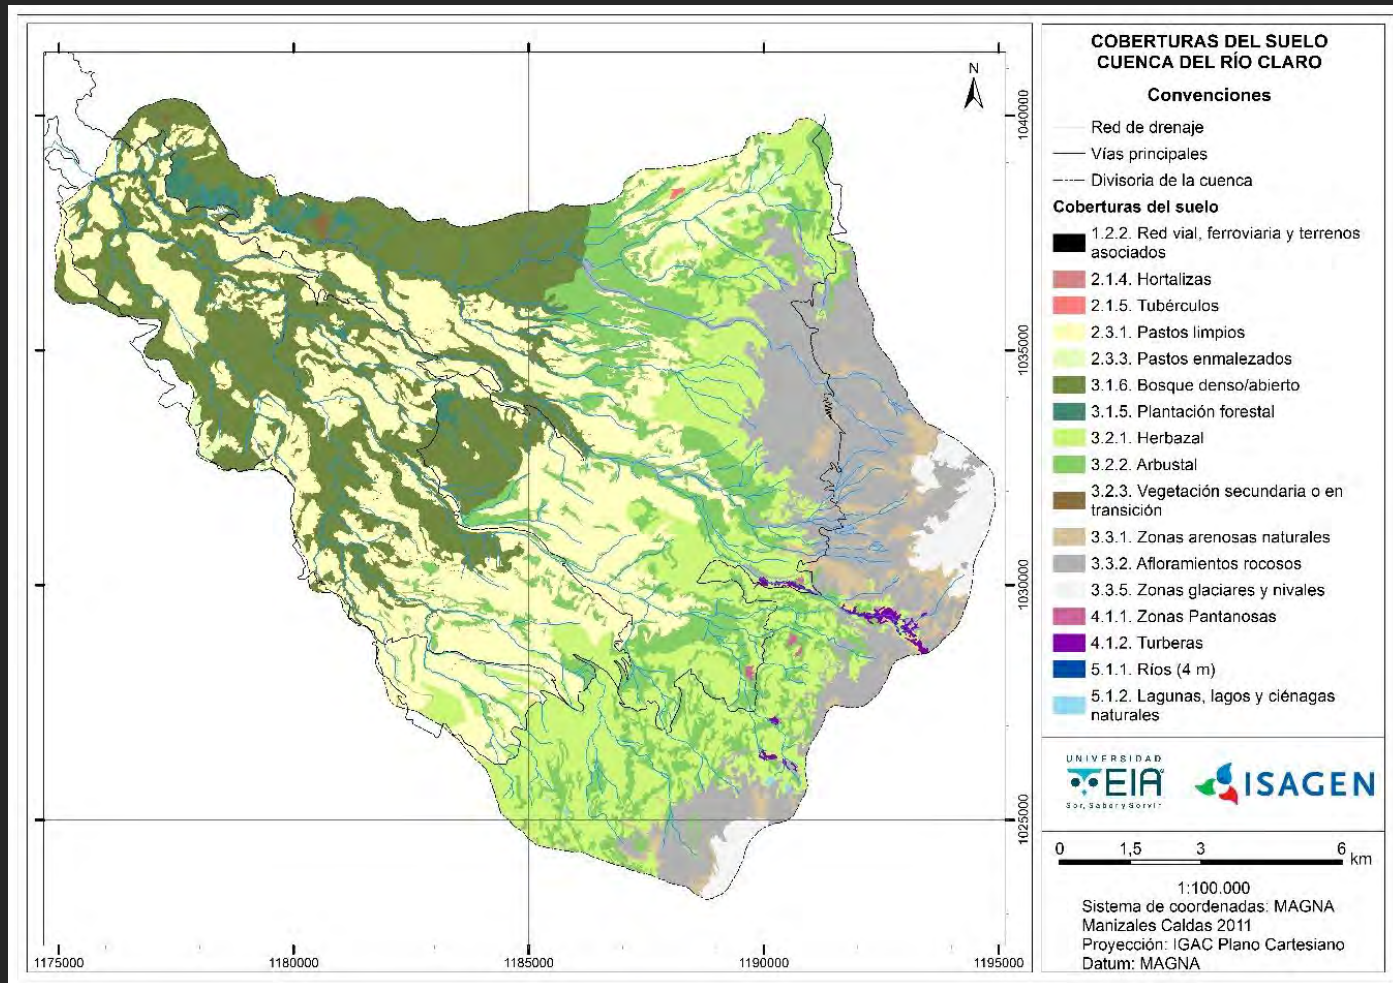 COBERTURAS DEL SUELO
CUENCA DEL RÍO CLARO
Convenciones
Red de drenaje
Vías principales
Divisoria de la cuenca
Coberturas del suelo
1.2.2. Red vial, ferroviaria y terrenos
asociados
2.1.4. Hortalizas
2.1.5. Tubérculos
2.3.1. Pastos limpios
2.3.3. Pastos enmalezados
3.1.6. Bosque denso/abierto
3.1.5. Plantación forestal
3.2.1. Herbazal
3.2.2. Arbustal
3.2.3. Vegetación secundaria o en
transición
3.3.1. Zonas arenosas naturales
3.3.2. Afloramientos rocosos
3.3.5. Zonas glaciares y nivales
4.1.1. Zonas Pantanosas
4.1.2. Turberas
5.1.1. Ríos (4 m)
5.1.2. Lagunas, lagos y ciénagas
naturales
UNIVERSIDAD
EIA
Ser, Saber y Servir
ISAGEN
0 1,5 3 6 km
1:100.000
Sistema de coordenadas: MAGNA
Manizales Caldas 2011
Proyección: IGAC Plano Cartesiano
Datum: MAGNA
N
1040000
1035000
1030000
1025000
1175000 1180000 1185000 1190000 1195000